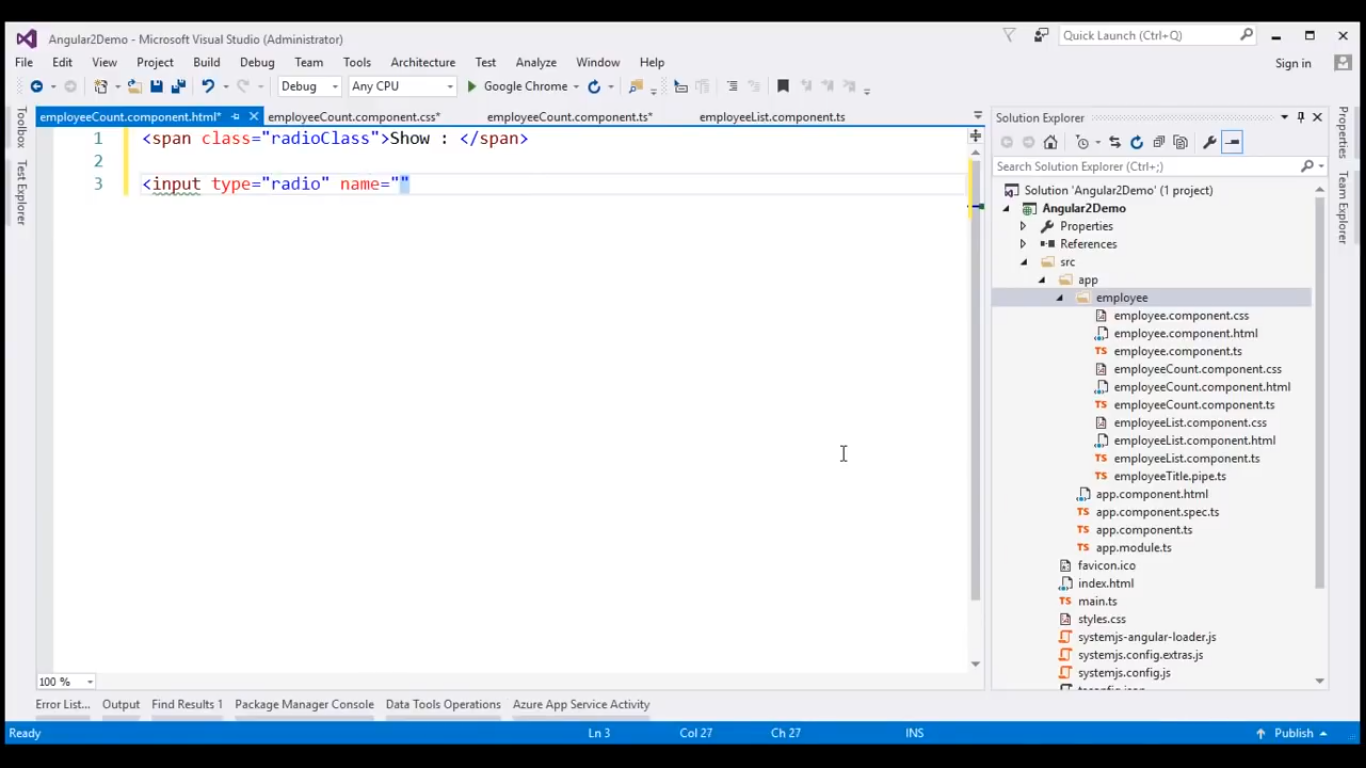 Angular2Demo - Microsoft Visual Studio (Administrator)
Quick Launch (Ctrl+Q)
File Edit View Project Build Debug Team Tools Architecture Test Analyze Window Help
Sign in
Debug Any CPU Google Chrome
Toolbox
Test Explorer
employeeCount.component.html* employeeCount.component.css* employeeCount.component.ts* employeeList.component.ts
1 <span class="radioClass">Show : </span>
2
3 <input type="radio" name=""
100 %
Solution Explorer
Search Solution Explorer (Ctrl+;)
Solution 'Angular2Demo' (1 project)
Angular2Demo
Properties
References
src
app
employee
employee.component.css
employee.component.html
TS employee.component.ts
employeeCount.component.css
employeeCount.component.html
TS employeeCount.component.ts
employeeList.component.css
employeeList.component.html
TS employeeList.component.ts
TS employeeTitle.pipe.ts
app.component.html
TS app.component.spec.ts
TS app.component.ts
TS app.module.ts
favicon.ico
index.html
TS main.ts
styles.css
systemjs-angular-loader.js
systemjs.config.extras.js
systemjs.config.js
Properties
Team Explorer
Error List... Output Find Results 1 Package Manager Console Data Tools Operations Azure App Service Activity
Ready Ln 3 Col 27 Ch 27 INS Publish